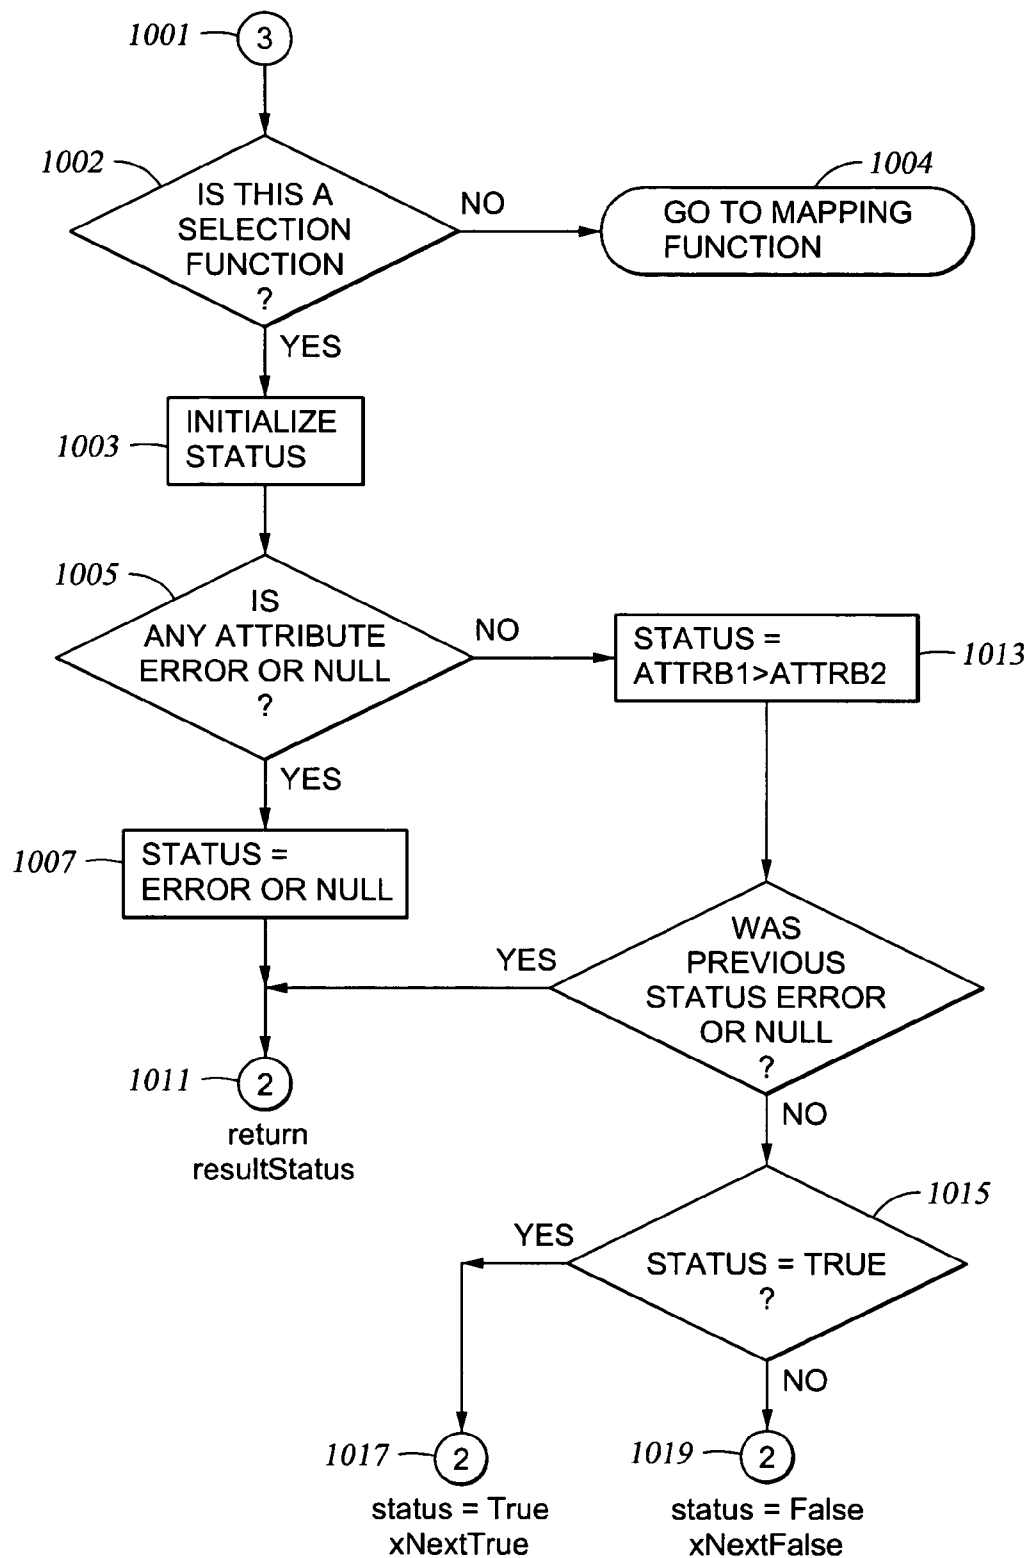 1001
3
1002
IS THIS A
SELECTION
FUNCTION
?
NO
1004
GO TO MAPPING
FUNCTION
YES
1003
INITIALIZE
STATUS
1005
IS
ANY ATTRIBUTE
ERROR OR NULL
?
NO
STATUS =
ATTRB1>ATTRB2
1013
YES
1007
STATUS =
ERROR OR NULL
WAS
PREVIOUS
STATUS ERROR
OR NULL
?
YES
1011
2
return
resultStatus
NO
1015
STATUS = TRUE
?
YES
NO
1017
2
status = True
xNextTrue
1019
2
status = False
xNextFalse